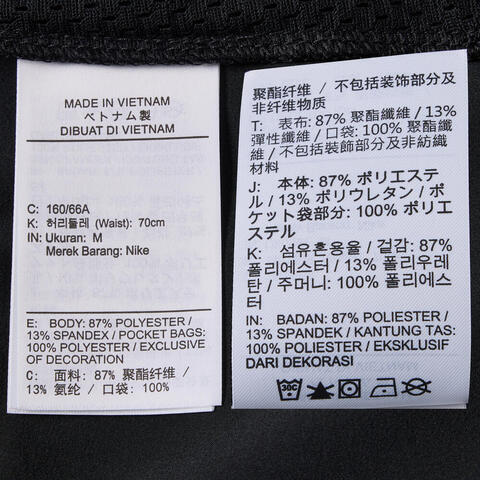 MADE IN VIETNAM
ベトナム製
DIBUAT DI VIETNAM
C: 160/66A
K: 허리둘레 (Waist): 70cm
IN: Ukuran: M
Merek Barang: Nike
E: BODY: 87% POLYESTER /
13% SPANDEX / POCKET BAGS:
100% POLYESTER / EXCLUSIVE
OF DECORATION
C: 面料: 87% 聚酯纤维 /
13% 氨纶 / 口袋: 100%
聚酯纤维 / 不包括装饰部分及
非纤维物质
T: 表布: 87% 聚酯纖維 / 13%
彈性纖維 / 口袋: 100% 聚酯纖
維 / 不包括裝飾部分及非紡織
材料
J: 本体: 87% ポリエステ
ル / 13% ポリウレタン / ポ
ケット袋部分: 100% ポリエ
ステル
K: 섬유혼용율 / 겉감: 87%
폴리에스터 / 13% 폴리우레
탄 / 주머니: 100% 폴리에스터
IN: BADAN: 87% POLIESTER /
13% SPANDEK / KANTUNG TAS:
100% POLIESTER / EKSKLUSIF
DARI DEKORASI
30C